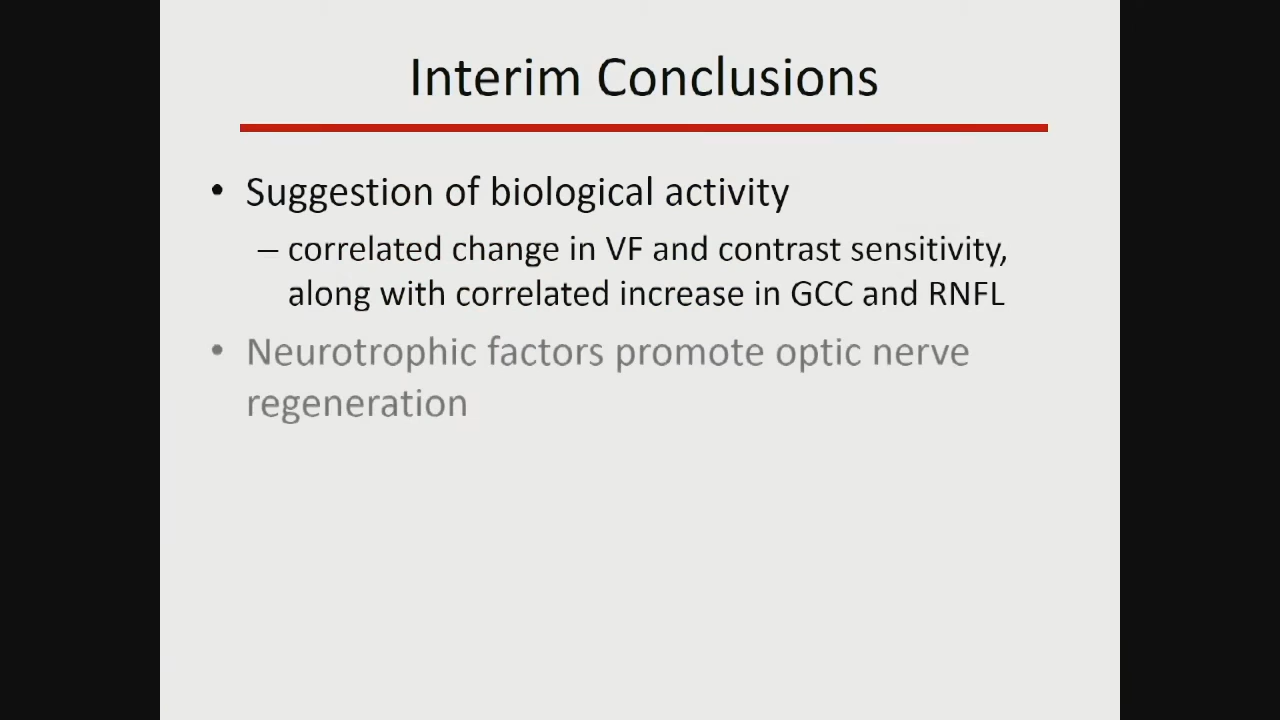 Interim Conclusions
• Suggestion of biological activity
– correlated change in VF and contrast sensitivity,
along with correlated increase in GCC and RNFL
• Neurotrophic factors promote optic nerve
regeneration